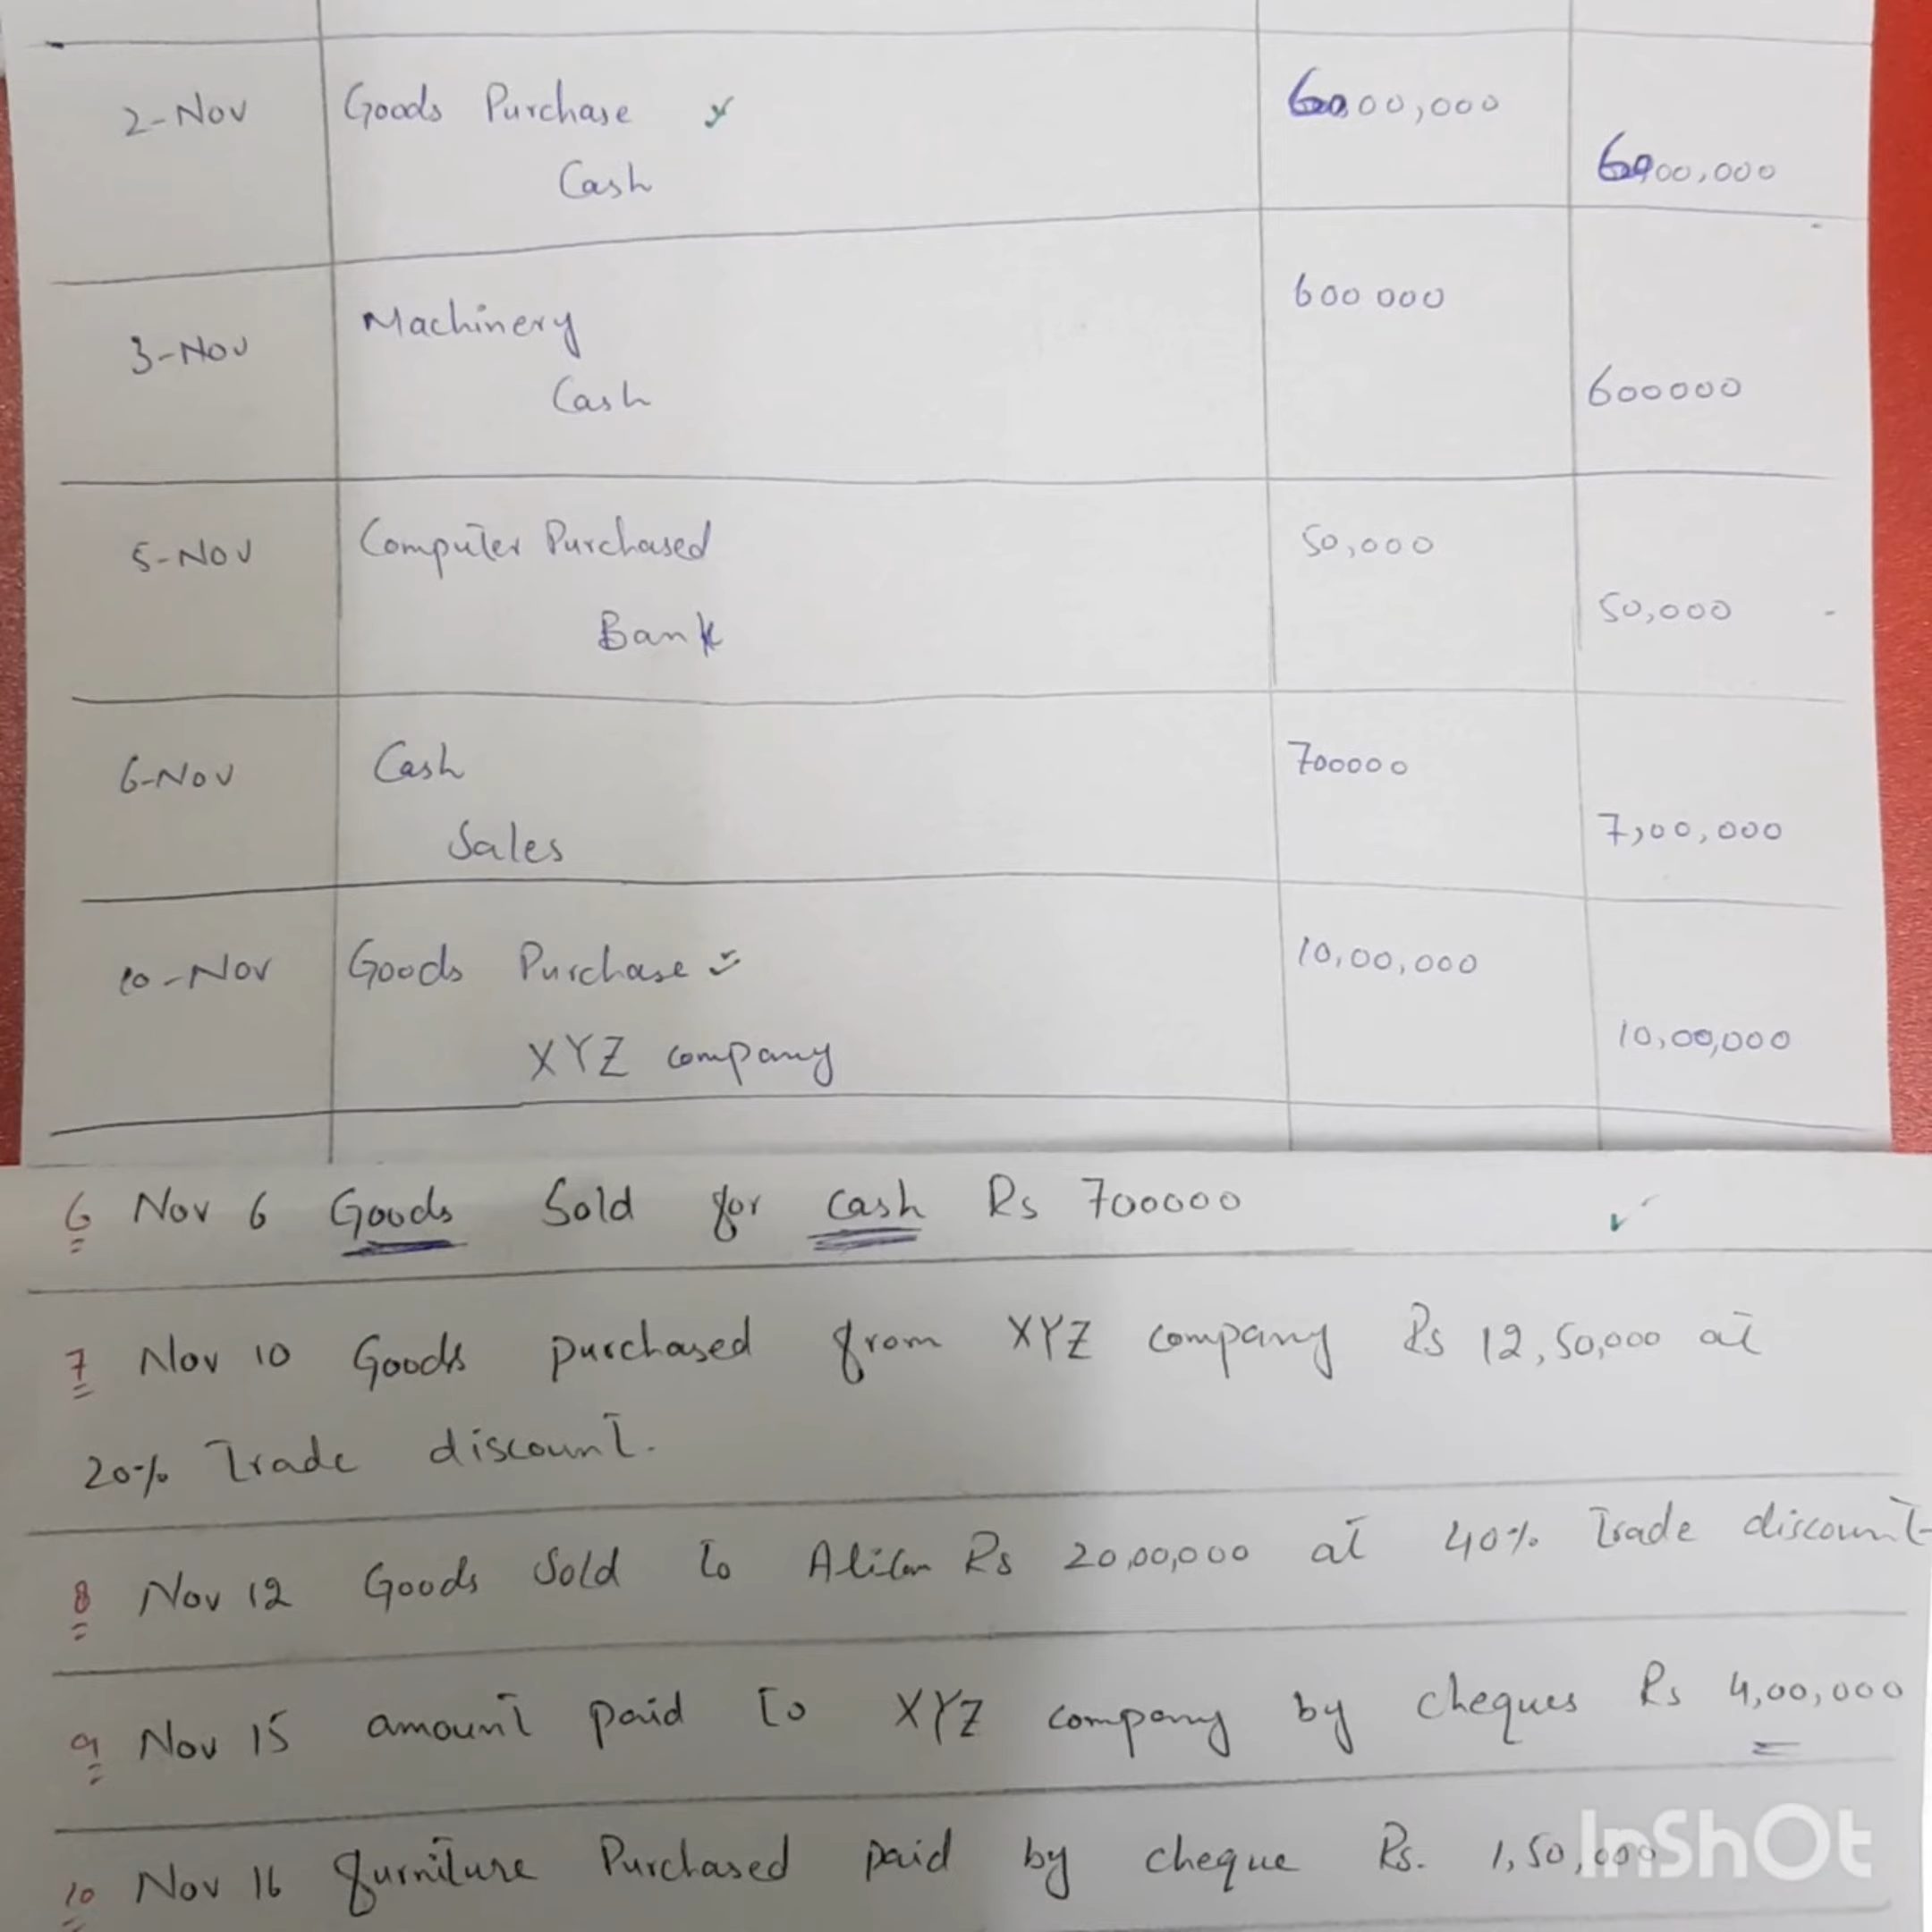 2-Nov Goods Purchase 00,000
Cash 00,000
3-Nov Machinery 600 000
Cash 600000
5-Nov Computer Purchased 50,000
Bank 50,000
6-Nov Cash 700000
Sales 7,00,000
10-Nov Goods Purchase 10,00,000
XYZ company 10,00,000
6 Nov 6 Goods Sold for Cash Rs 700000
7 Nov 10 Goods purchased from XYZ company Rs 12,50,000 at
20% Trade discount.
8 Nov 12 Goods Sold to Rs 20,00,000 at 40% Trade discount
9 Nov 15 amount paid to XYZ company by cheques Rs 4,00,000
10 Nov 16 furniture Purchased paid by cheque Rs. 1,50,000
InShOt